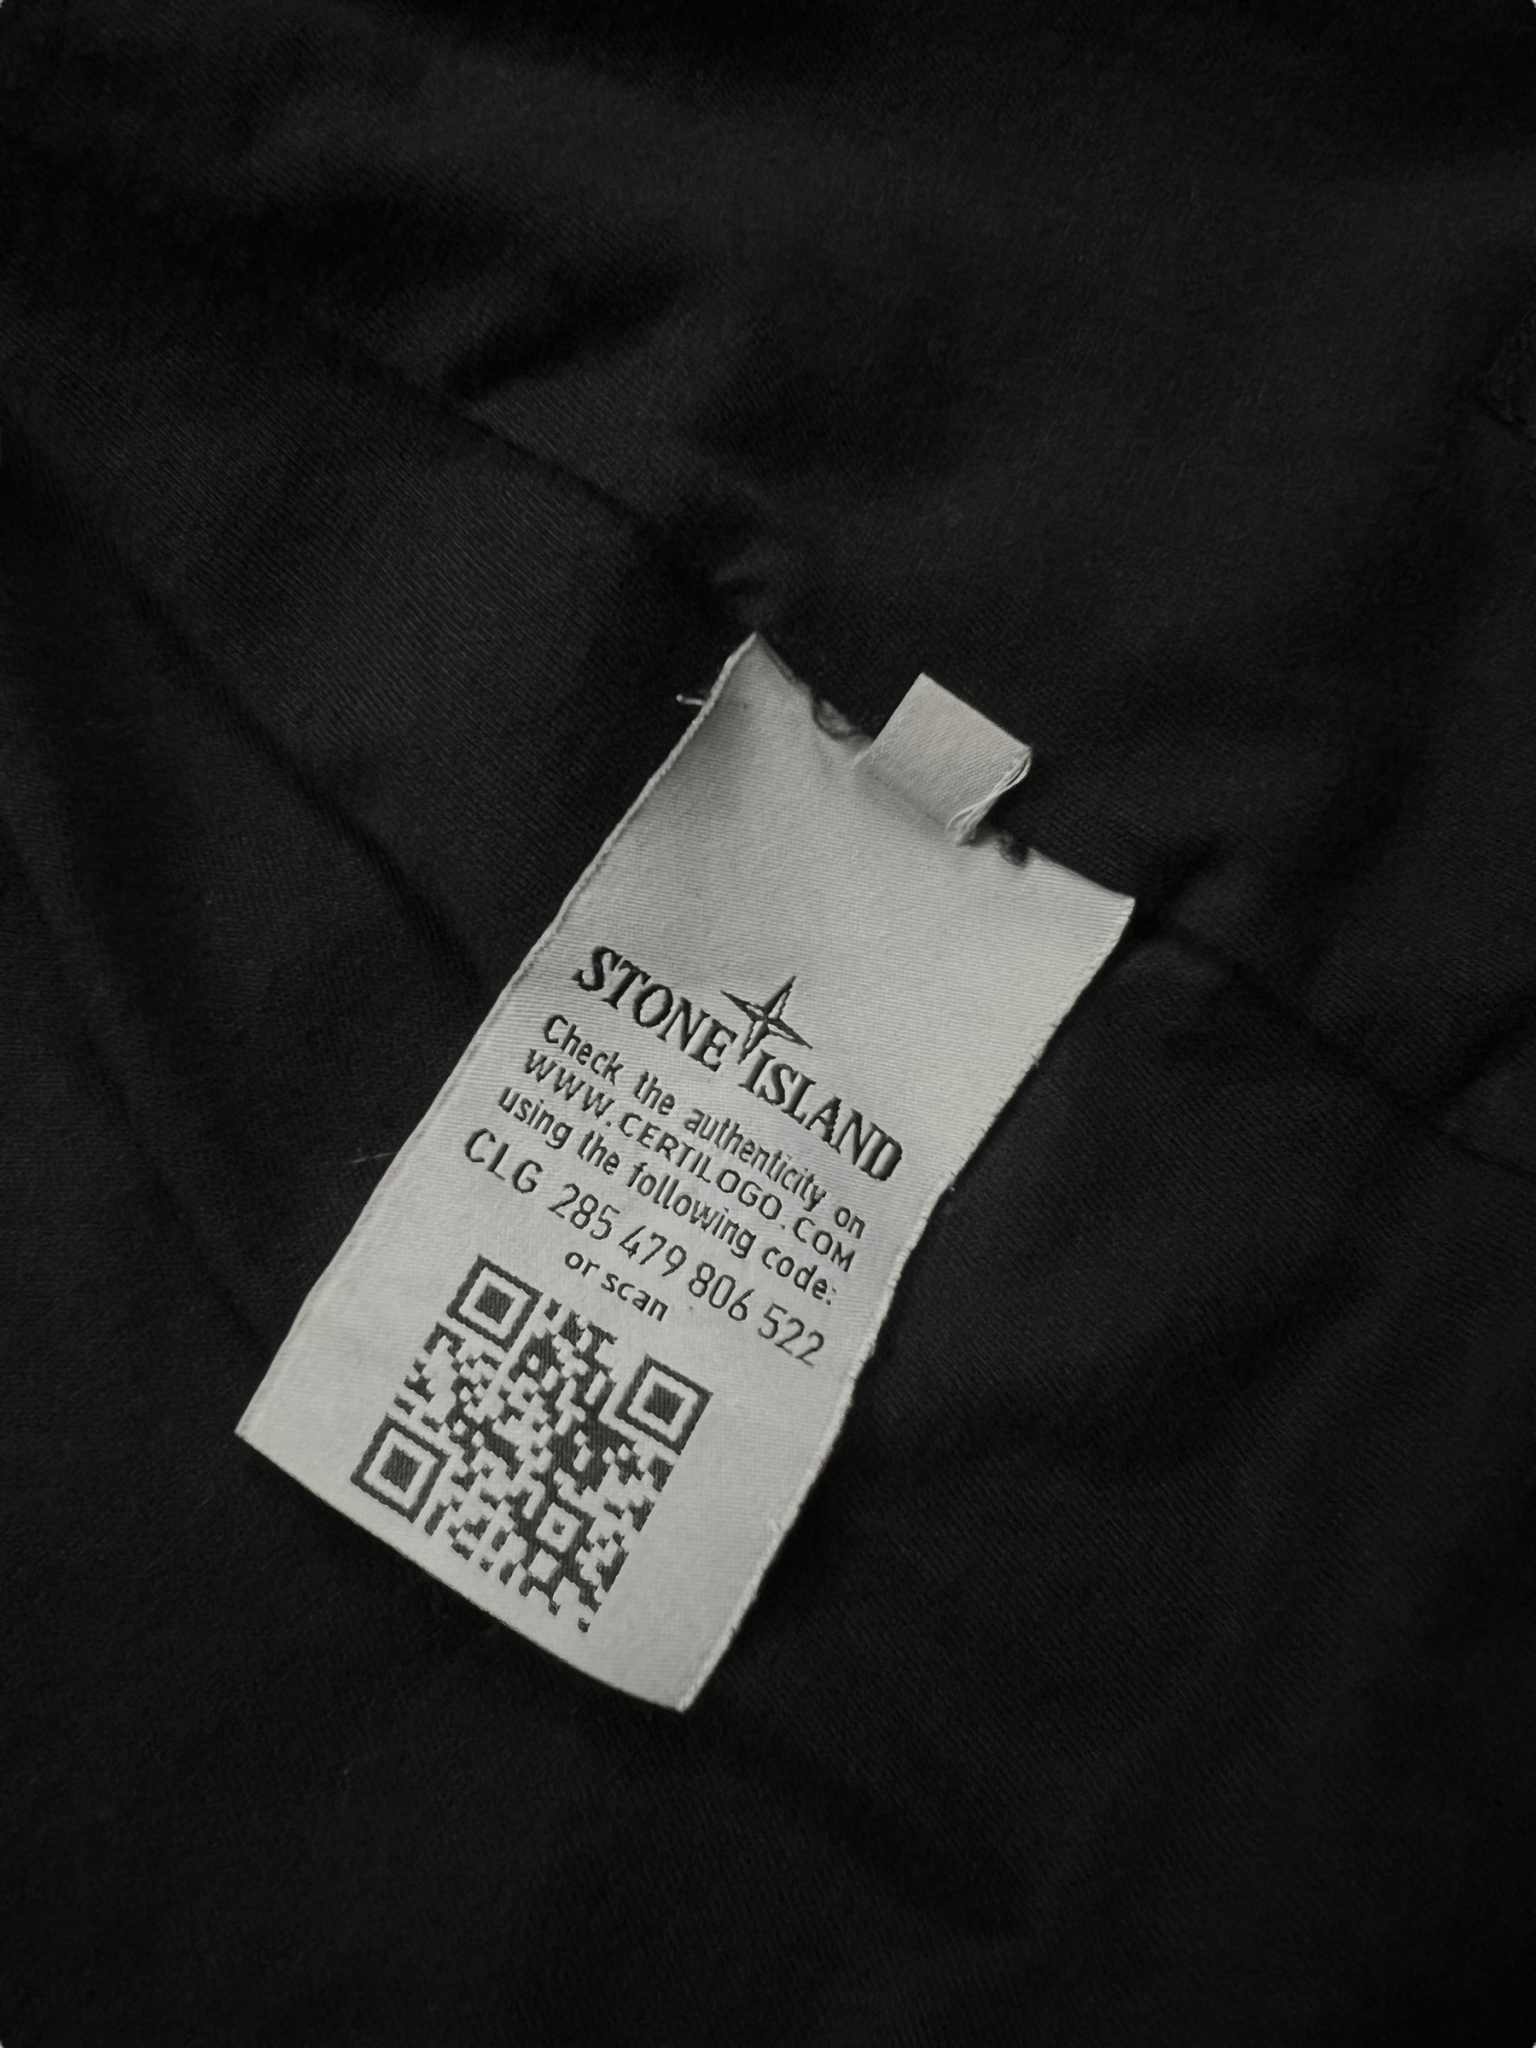 STONE ISLAND
Check the authenticity on
WWW.CERTILOGO.COM
using the following code:
CLG 285 479 806 522
or scan